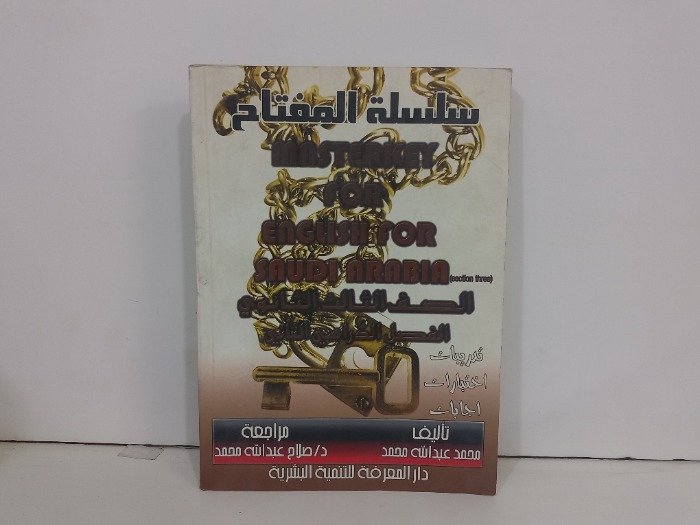 سلسلة المفتاح
MASTERKEY
FOR
ENGLISH FOR
SAUDI ARABIA (section three)
الصف الثالث الثانوي
الفصل الدراسي الثاني
تدريبات
اختبارات
اجابات
تأليف
محمد عبدالله محمد
مراجعة
د/ صلاح عبدالله محمد
دار المعرفة للتنمية البشرية